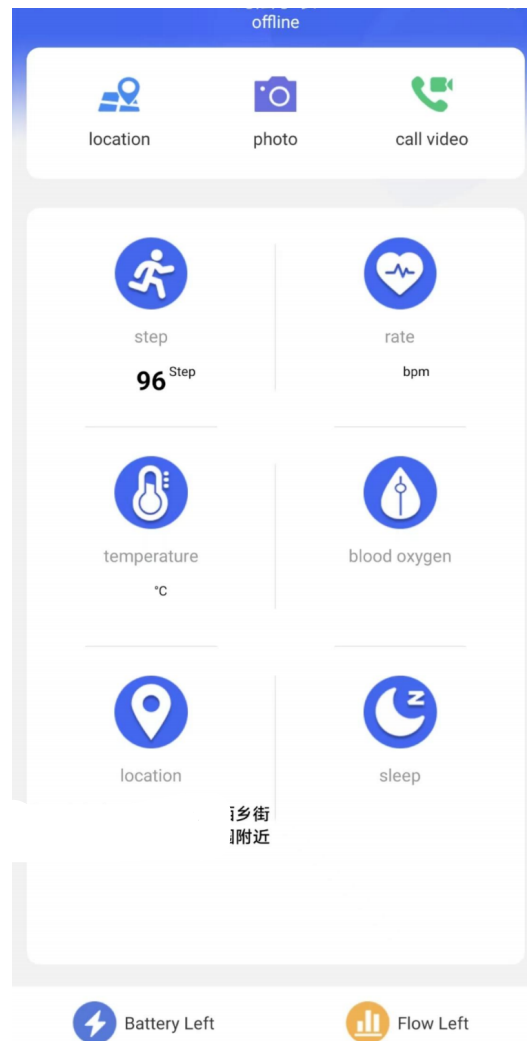 offline
location
photo
call video
step
rate
96 Step
bpm
temperature
blood oxygen
°C
location
sleep
乡街
附近
Battery Left
Flow Left